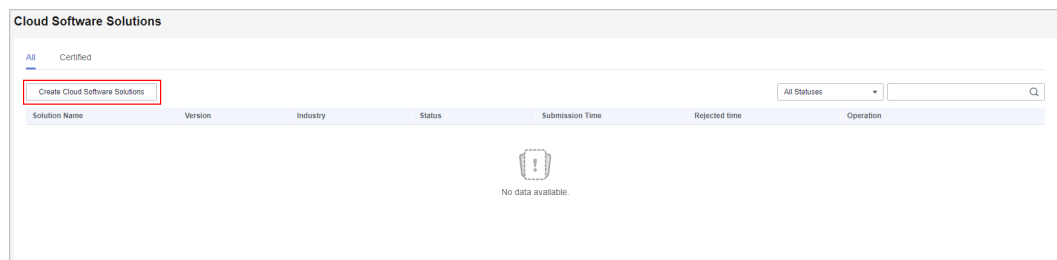 Cloud Software Solutions
All Certified
Create Cloud Software Solutions All Statuses
Solution Name Version Industry Status Submission Time Rejected time Operation
No data available.